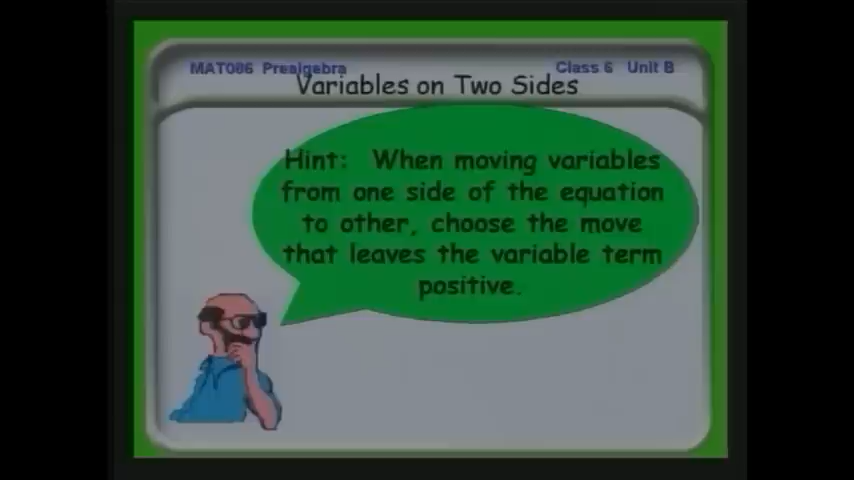 MAT086 Prealgebra
Class 6 Unit B
Variables on Two Sides
Hint: When moving variables
from one side of the equation
to other, choose the move
that leaves the variable term
positive.